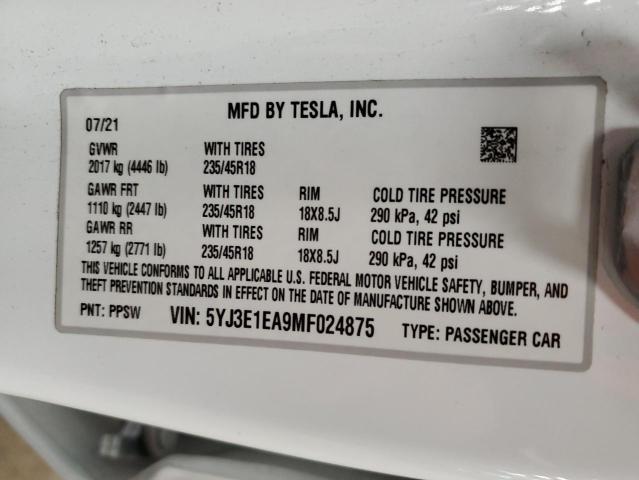 MFD BY TESLA, INC.
07/21
GVWR WITH TIRES
2017 kg (4446 lb) 235/45R18
GAWR FRT WITH TIRES RIM COLD TIRE PRESSURE
1110 kg (2447 lb) 235/45R18 18X8.5J 290 kPa, 42 psi
GAWR RR WITH TIRES RIM COLD TIRE PRESSURE
1257 kg (2771 lb) 235/45R18 18X8.5J 290 kPa, 42 psi
THIS VEHICLE CONFORMS TO ALL APPLICABLE U.S. FEDERAL MOTOR VEHICLE SAFETY, BUMPER, AND
THEFT PREVENTION STANDARDS IN EFFECT ON THE DATE OF MANUFACTURE SHOWN ABOVE.
PNT: PPSW VIN: 5YJ3E1EA9MF024875 TYPE: PASSENGER CAR